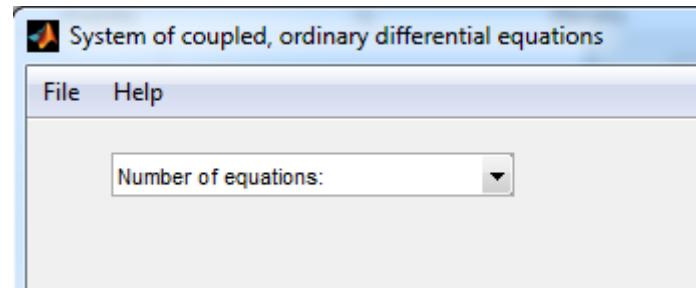 System of coupled, ordinary differential equations
File Help
Number of equations: